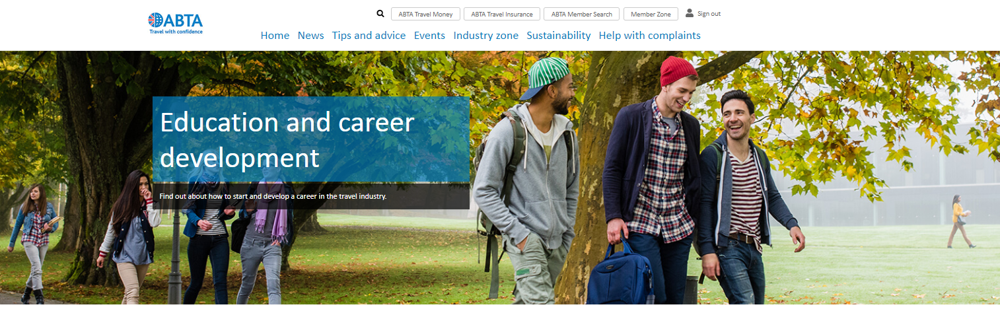 ABTA
Travel with confidence
ABTA Travel Money
ABTA Travel Insurance
ABTA Member Search
Member Zone
Sign out
Home
News
Tips and advice
Events
Industry zone
Sustainability
Help with complaints
Education and career
development
Find out about how to start and develop a career in the travel industry.